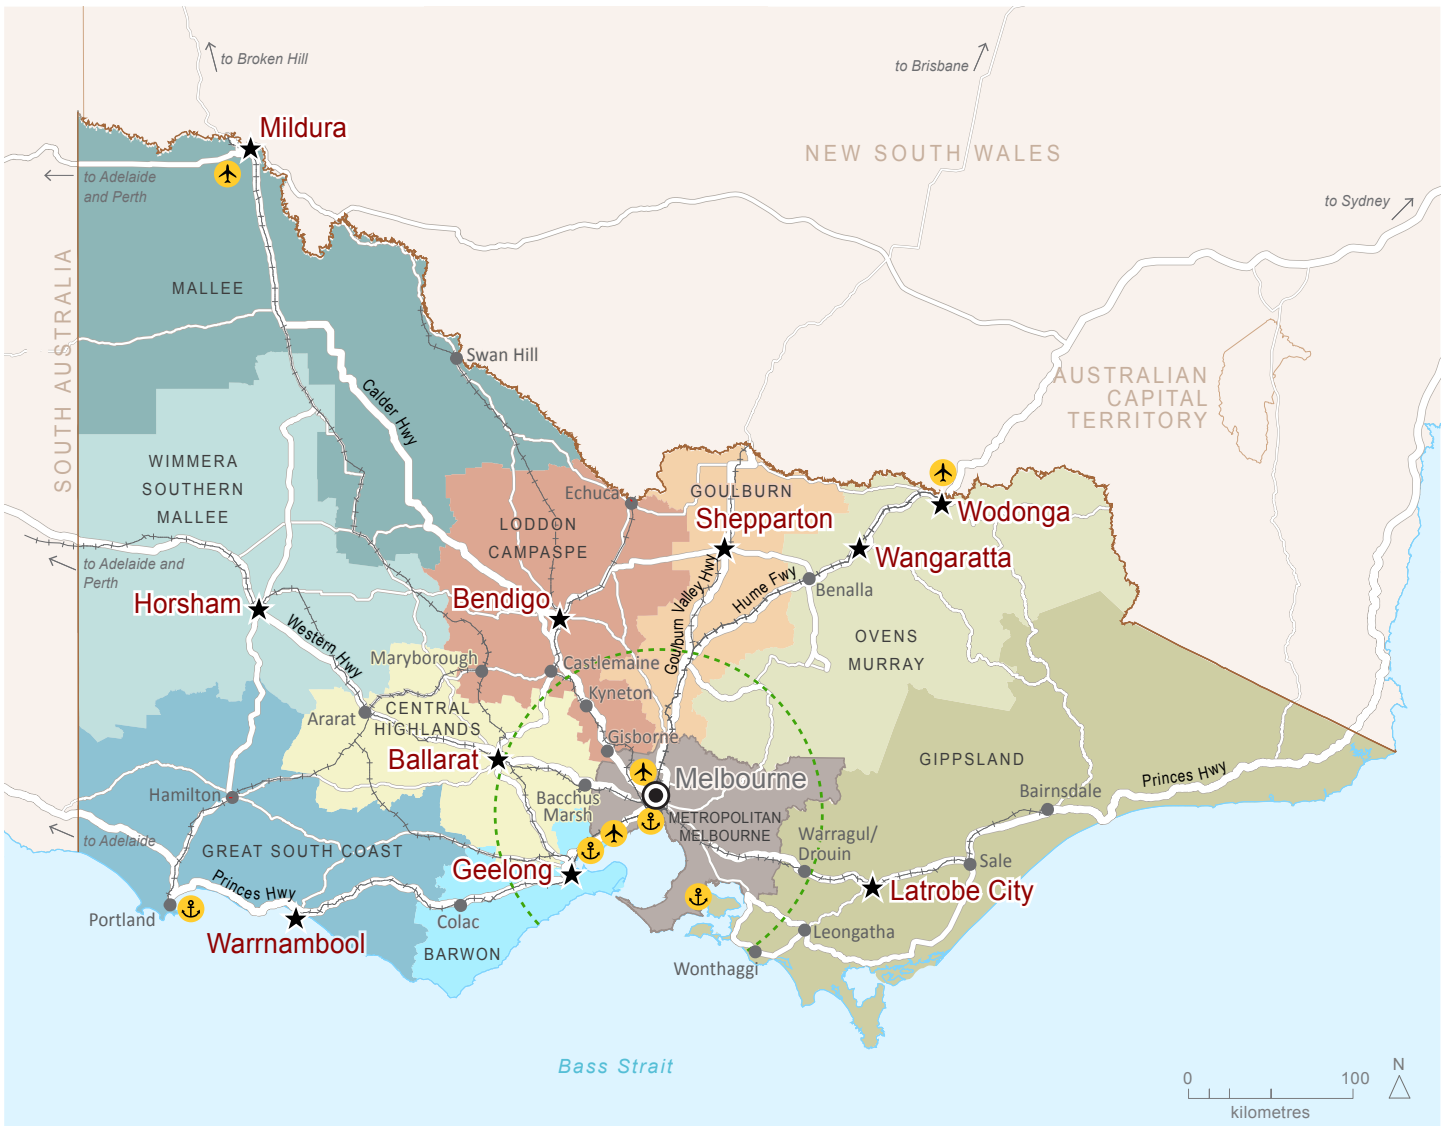 to Broken Hill
to Brisbane
Mildura
NEW SOUTH WALES
to Adelaide
and Perth
to Sydney
SOUTH AUSTRALIA
MALLEE
Swan Hill
AUSTRALIAN
CAPITAL
TERRITORY
Calder Hwy
WIMMERA
SOUTHERN
MALLEE
Echuca
GOULBURN
LODDON
CAMPASPE
Shepparton
Wodonga
Wangaratta
to Adelaide and
Perth
Horsham
Bendigo
Goulburn Valley Hwy
Hume Fwy
Benalla
Western Hwy
OVENS
MURRAY
Maryborough
Castlemaine
Kyneton
Ararat
CENTRAL
HIGHLANDS
Gisborne
Ballarat
GIPPSLAND
Melbourne
Princes Hwy
Hamilton
Bacchus
Marsh
Bairnsdale
METROPOLITAN
MELBOURNE
to Adelaide
Warragul/
Drouin
GREAT SOUTH COAST
Geelong
Sale
Princes Hwy
Latrobe City
Portland
Colac
Warrnambool
BARWON
Leongatha
Wonthaggi
Bass Strait
N
0
100
kilometres